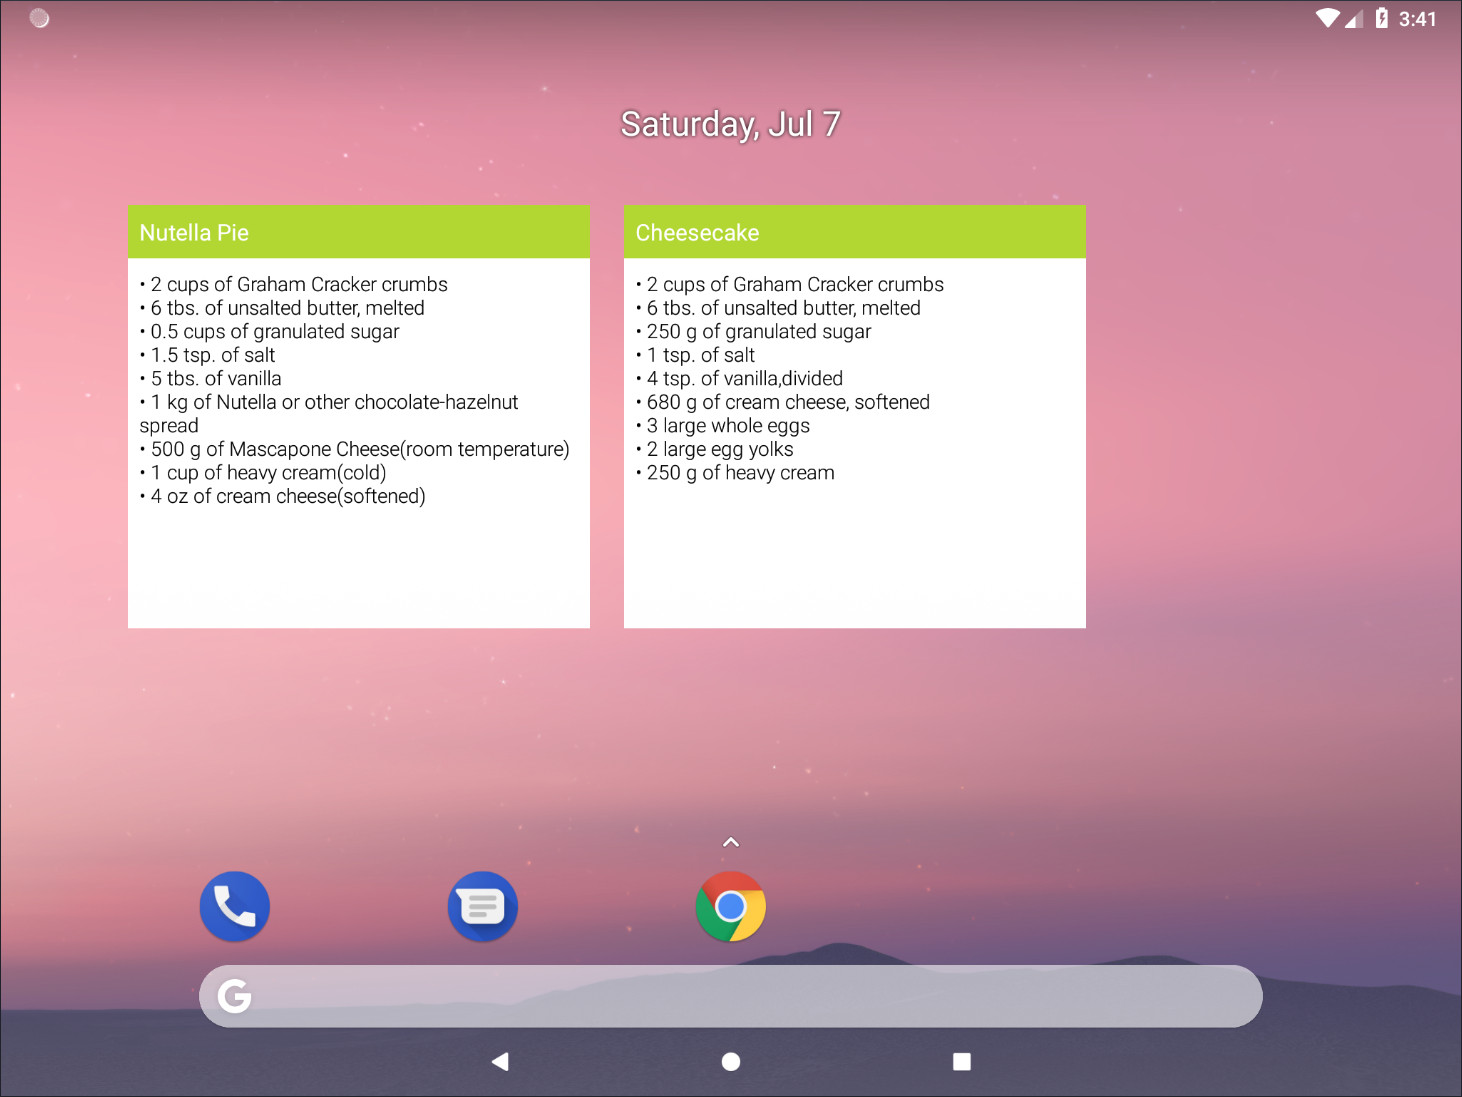 3:41
Saturday, Jul 7
Nutella Pie
• 2 cups of Graham Cracker crumbs
• 6 tbs. of unsalted butter, melted
• 0.5 cups of granulated sugar
• 1.5 tsp. of salt
• 5 tbs. of vanilla
• 1 kg of Nutella or other chocolate-hazelnut
spread
• 500 g of Mascapone Cheese(room temperature)
• 1 cup of heavy cream(cold)
• 4 oz of cream cheese(softened)
Cheesecake
• 2 cups of Graham Cracker crumbs
• 6 tbs. of unsalted butter, melted
• 250 g of granulated sugar
• 1 tsp. of salt
• 4 tsp. of vanilla,divided
• 680 g of cream cheese, softened
• 3 large whole eggs
• 2 large egg yolks
• 250 g of heavy cream
G